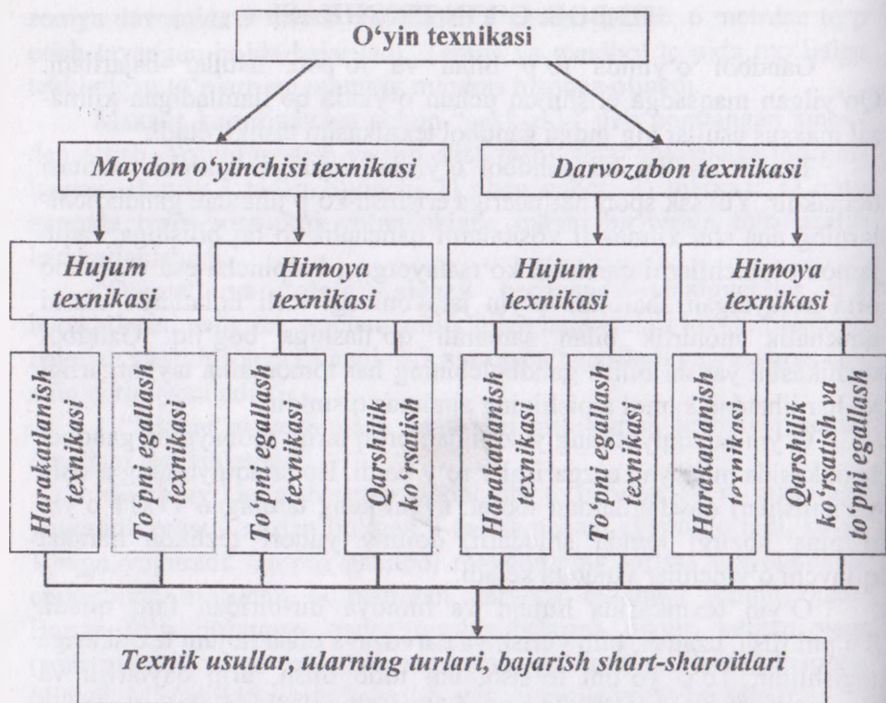 O‘yin texnikasi
Maydon o‘yinchisi texnikasi
Darvozabon texnikasi
Hujum
texnikasi
Himoya
texnikasi
Hujum
texnikasi
Himoya
texnikasi
Harakatlanish
texnikasi
To'pni egallash
texnikasi
To'pni egallash
texnikasi
Qarshilik
ko'rsatish
Harakatlanish
texnikasi
To'pni egallash
texnikasi
Harakatlanish
texnikasi
Qarshilik
ko'rsatish va
to'pni egallash
Texnik usullar, ularning turlari, bajarish shart-sharoitlari